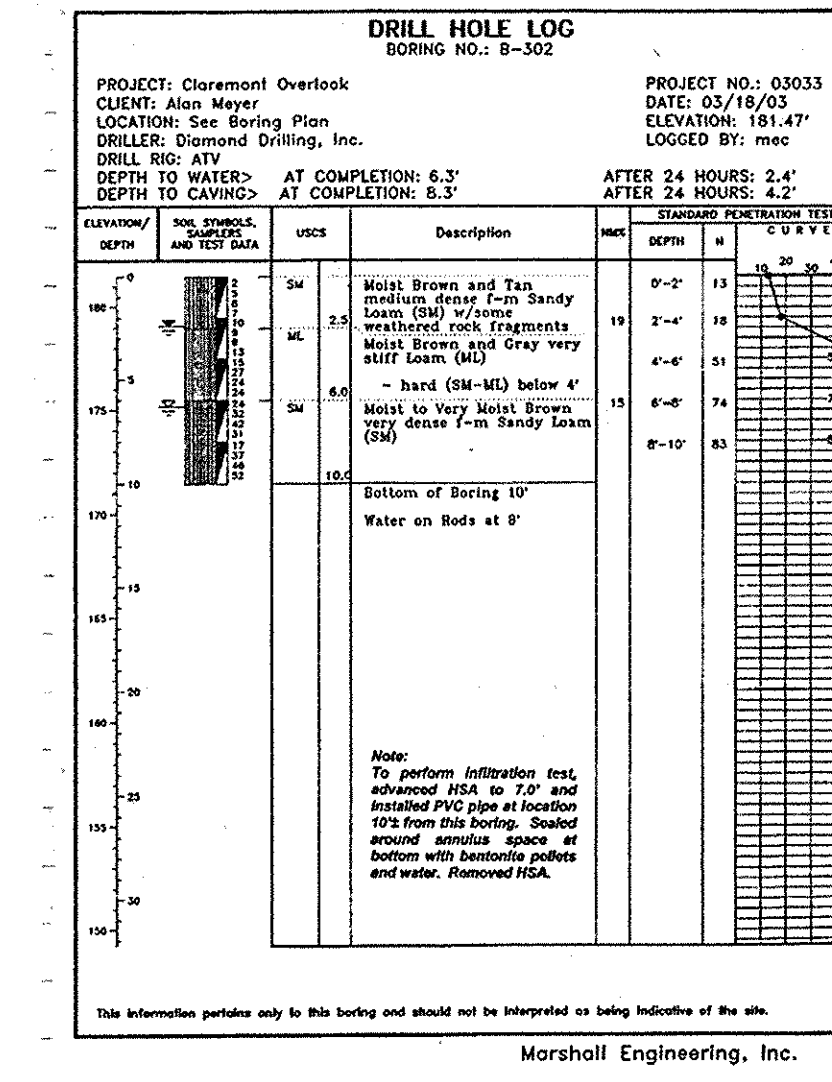 DRILL HOLE LOG
BORING NO.: B-302
PROJECT: Claremont Overlook
CLIENT: Alan Meyer
LOCATION: See Boring Plan
DRILLER: Diamond Drilling, Inc.
DRILL RIG: ATV
DEPTH TO WATER> AT COMPLETION: 6.3'
DEPTH TO CAVING> AT COMPLETION: 8.3'
PROJECT NO.: 03033
DATE: 03/18/03
ELEVATION: 181.47'
LOGGED BY: mec
AFTER 24 HOURS: 2.4'
AFTER 24 HOURS: 4.2'
ELEVATION/ DEPTH
SOIL SYMBOLS, SAMPLERS AND TEST DATA
USCS
Description
NM%
STANDARD PENETRATION TEST
DEPTH
N
CURVE
10 20 30
0
180
5
175
10
170
15
165
20
160
25
155
30
150
2
5
6
7
10
9
9
13
15
27
24
24
24
32
42
31
17
37
46
52
SM
2.5
ML
6.0
SM
10.0
Moist Brown and Tan
medium dense f-m Sandy
Loam (SM) w/some
weathered rock fragments
Moist Brown and Gray very
stiff Loam (ML)
~ hard (SM-ML) below 4'
Moist to Very Moist Brown
very dense f-m Sandy Loam
(SM)
Bottom of Boring 10'
Water on Rods at 8'
19
15
0'-2' 13
2'-4' 18
4'-6' 51
6'-8' 74
8'-10' 83
Note:
To perform infiltration test,
advanced HSA to 7.0' and
installed PVC pipe at location
10'± from this boring. Sealed
around annulus space at
bottom with bentonite pellets
and water. Removed HSA.
This information pertains only to this boring and should not be interpreted as being indicative of the site.
Marshall Engineering, Inc.